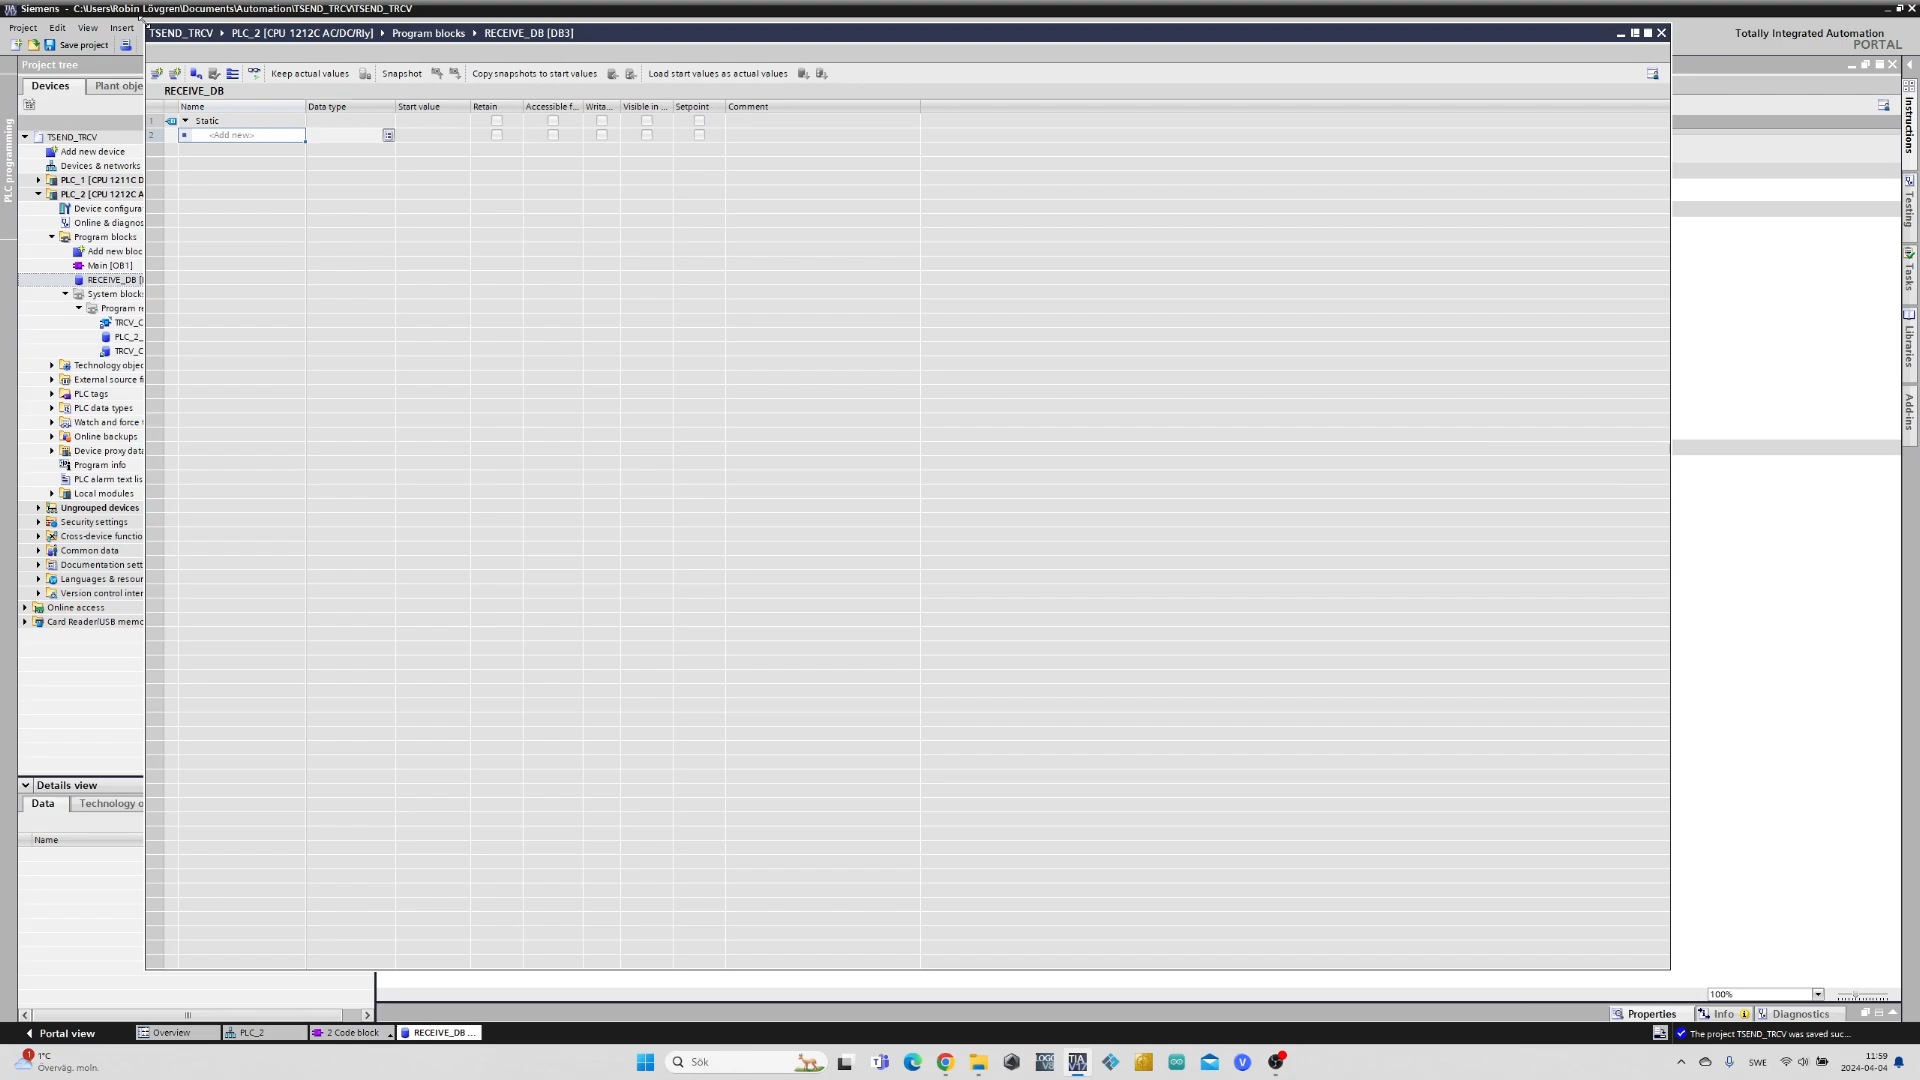 Siemens - C:\Users\Robin Lövgren\Documents\Automation\TSEND_TRCV\TSEND_TRCV
Project Edit View Insert
Save project
Totally Integrated Automation
PORTAL
TSEND_TRCV PLC_2 [CPU 1212C AC/DC/Rly] Program blocks RECEIVE_DB [DB3]
Project tree
Devices Plant obje
Keep actual values Snapshot Copy snapshots to start values Load start values as actual values
RECEIVE_DB
Name Data type Start value Retain Accessible f... Writa... Visible in ... Setpoint Comment
1 Static
2 <Add new>
PLC programming
TSEND_TRCV
Add new device
Devices & networks
PLC_1 [CPU 1211C D
PLC_2 [CPU 1212C A
Device configura
Online & diagnos
Program blocks
Add new bloc
Main [OB1]
RECEIVE_DB [
System block
Program re
TRCV_C
PLC_2_
TRCV_C
Technology objec
External source f
PLC tags
PLC data types
Watch and force t
Online backups
Device proxy data
Program info
PLC alarm text lis
Local modules
Ungrouped devices
Security settings
Cross-device functio
Common data
Documentation sett
Languages & resour
Version control inter
Online access
Card Reader/USB memo
Details view
Data Technology o
Name
Instructions
Testing
Tasks
Libraries
Add-ins
100%
Properties Info Diagnostics
Portal view Overview PLC_2 2 Code block RECEIVE_DB ...
The project TSEND_TRCV was saved suc...
1
1°C
Överväg. moln.
Sök
LOGO!
V8
TIA
V17
V
SWE
11:59
2024-04-04